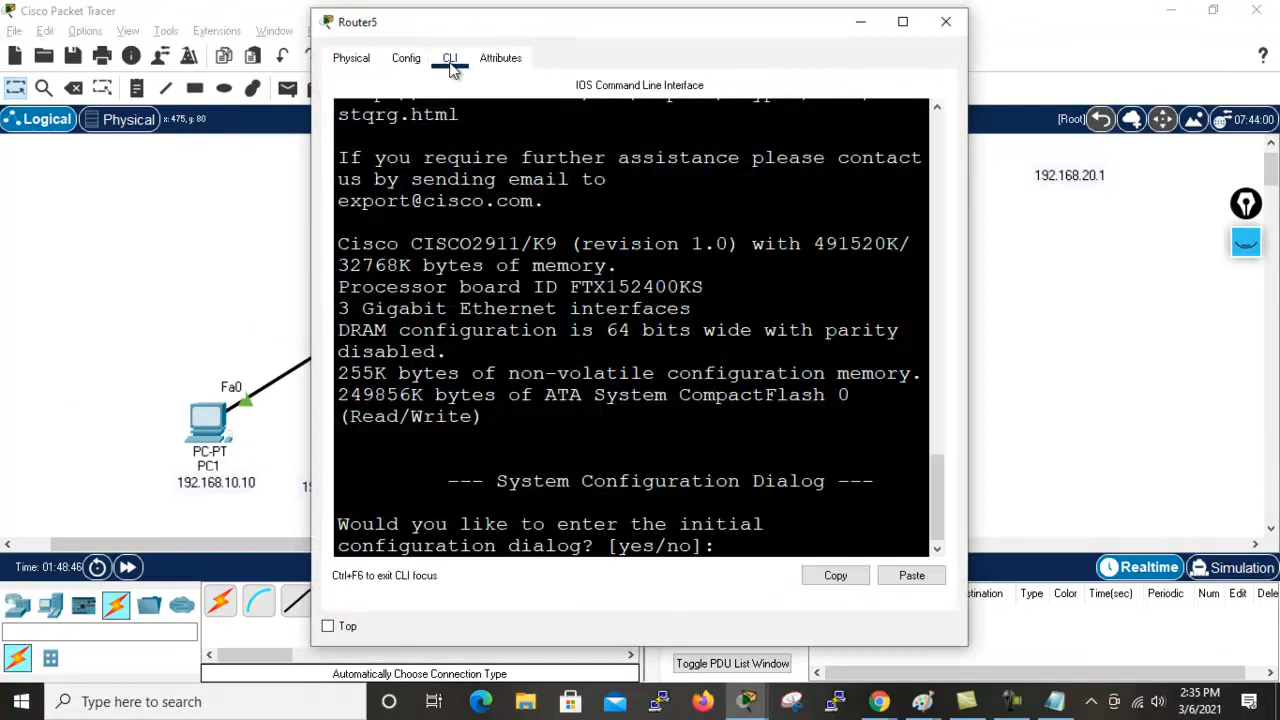 Cisco Packet Tracer
File Edit Options View Tools Extensions Window
Router5
Physical Config CLI Attributes
IOS Command Line Interface
stqrg.html
If you require further assistance please contact
us by sending email to
export@cisco.com.
Cisco CISCO2911/K9 (revision 1.0) with 491520K/
32768K bytes of memory.
Processor board ID FTX152400KS
3 Gigabit Ethernet interfaces
DRAM configuration is 64 bits wide with parity
disabled.
255K bytes of non-volatile configuration memory.
249856K bytes of ATA System CompactFlash 0
(Read/Write)
--- System Configuration Dialog ---
Would you like to enter the initial
configuration dialog? [yes/no]:
Ctrl+F6 to exit CLI focus
Copy
Paste
Top
Logical
Physical
x: 475, y: 80
[Root]
07:44:00
192.168.20.1
Fa0
PC-PT
PC1
192.168.10.10
Time: 01:48:46
Realtime
Simulation
Automatically Choose Connection Type
Toggle PDU List Window
stination Type Color Time(sec) Periodic Num Edit Dele
Type here to search
2:35 PM
3/6/2021